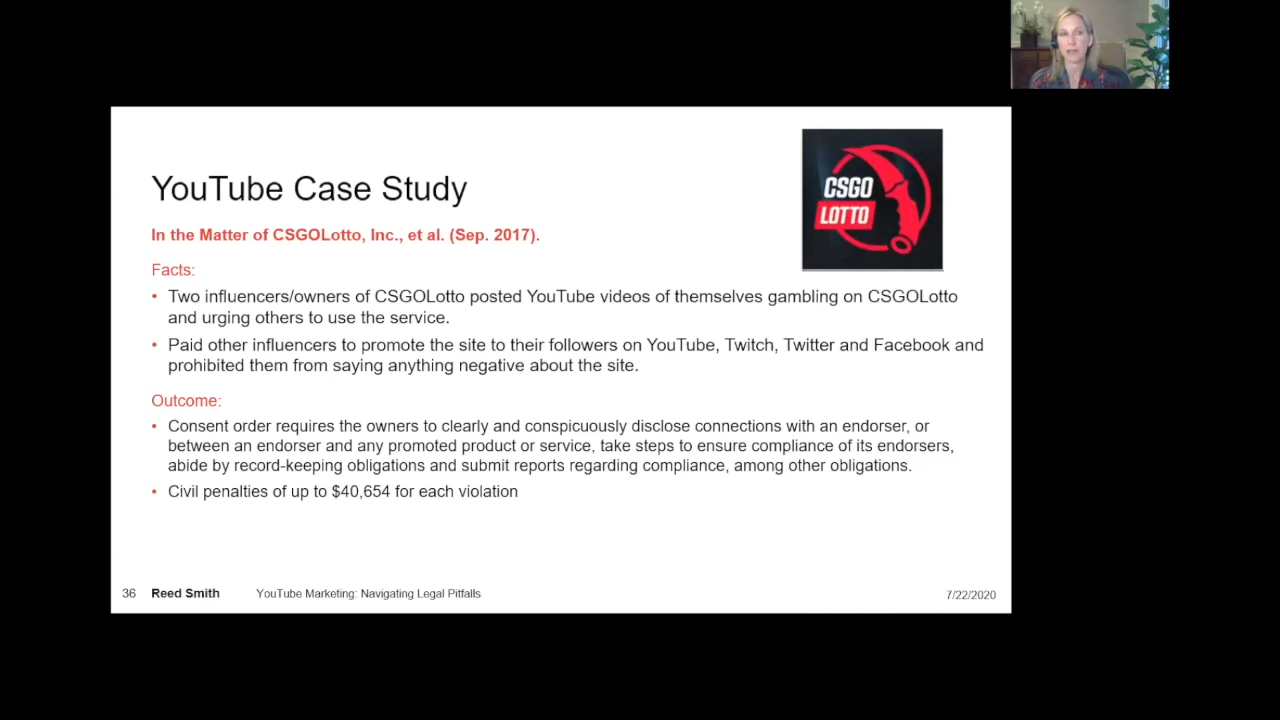 CSGO
LOTTO
YouTube Case Study
In the Matter of CSGOLotto, Inc., et al. (Sep. 2017).
Facts:
• Two influencers/owners of CSGOLotto posted YouTube videos of themselves gambling on CSGOLotto
and urging others to use the service.
• Paid other influencers to promote the site to their followers on YouTube, Twitch, Twitter and Facebook and
prohibited them from saying anything negative about the site.
Outcome:
• Consent order requires the owners to clearly and conspicuously disclose connections with an endorser, or
between an endorser and any promoted product or service, take steps to ensure compliance of its endorsers,
abide by record-keeping obligations and submit reports regarding compliance, among other obligations.
• Civil penalties of up to $40,654 for each violation
36 Reed Smith YouTube Marketing: Navigating Legal Pitfalls 7/22/2020